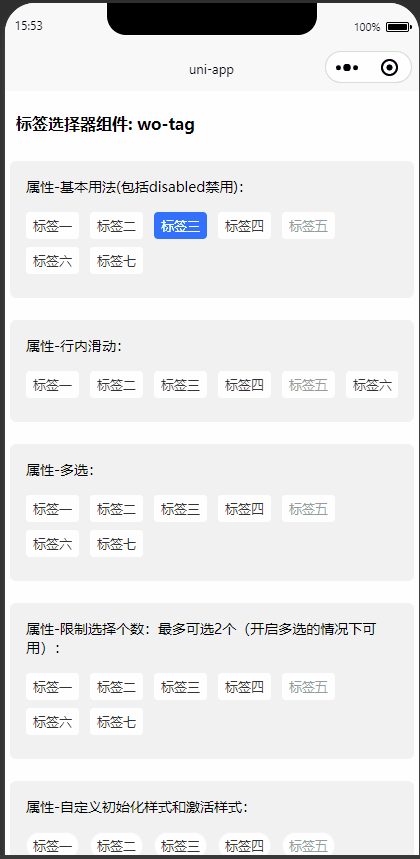 15:53 100%
uni-app
标签选择器组件: wo-tag
属性-基本用法(包括disabled禁用):
标签一 标签二 标签三 标签四 标签五
标签六 标签七
属性-行内滑动:
标签一 标签二 标签三 标签四 标签五 标签六
属性-多选:
标签一 标签二 标签三 标签四 标签五
标签六 标签七
属性-限制选择个数：最多可选2个（开启多选的情况下可
用）:
标签一 标签二 标签三 标签四 标签五
标签六 标签七
属性-自定义初始化样式和激活样式:
标签一 标签二 标签三 标签四 标签五